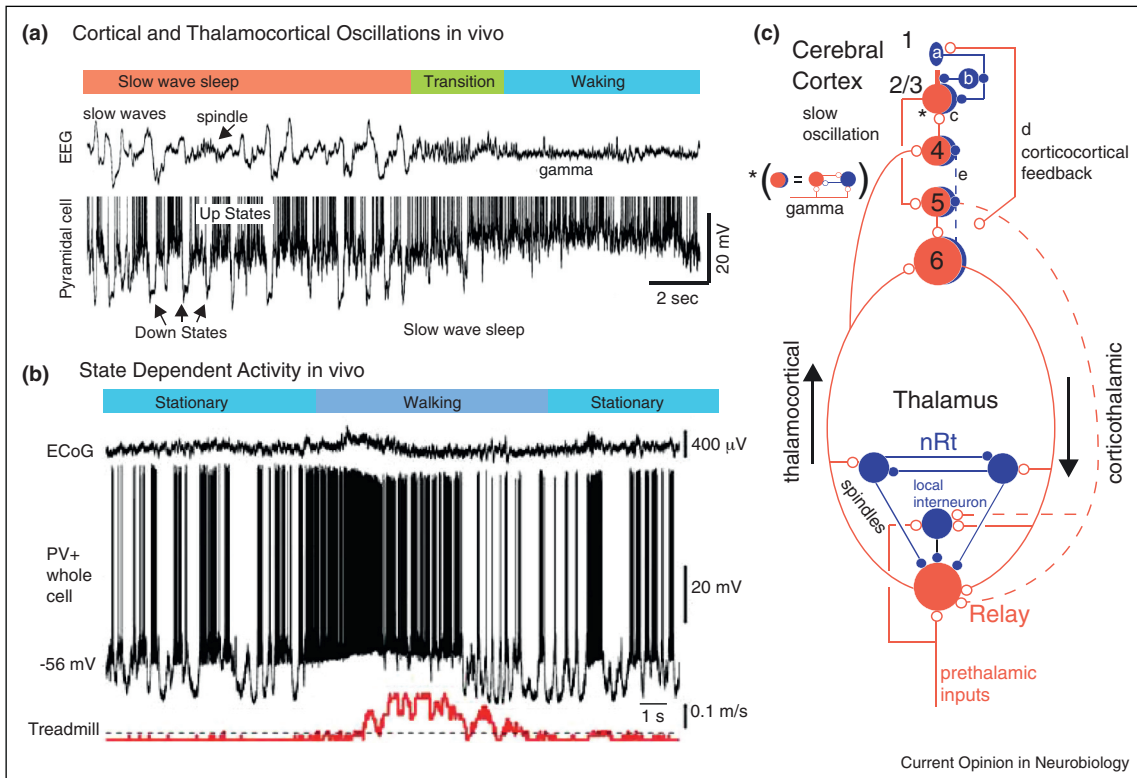 (a) Cortical and Thalamocortical Oscillations in vivo
Slow wave sleep Transition Waking
slow waves spindle
EEG
gamma
Pyramidal cell
Up States
20 mV
2 sec
Down States
Slow wave sleep
(b) State Dependent Activity in vivo
Stationary Walking Stationary
ECoG
400 μV
PV+
whole
cell
20 mV
-56 mV
1 s
0.1 m/s
Treadmill
(c)
Cerebral
Cortex
slow
oscillation
1
a
b
2/3
*
c
4
d
corticocortical
feedback
e
* ( = )
gamma
5
6
thalamocortical
corticothalamic
Thalamus
nRt
local
interneuron
spindles
Relay
prethalamic
inputs
Current Opinion in Neurobiology